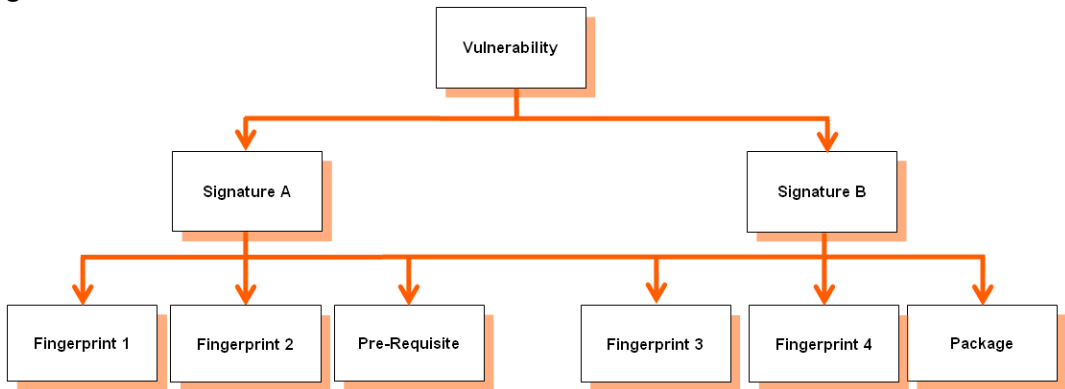 Vulnerability
Signature A
Signature B
Fingerprint 1
Fingerprint 2
Pre-Requisite
Fingerprint 3
Fingerprint 4
Package